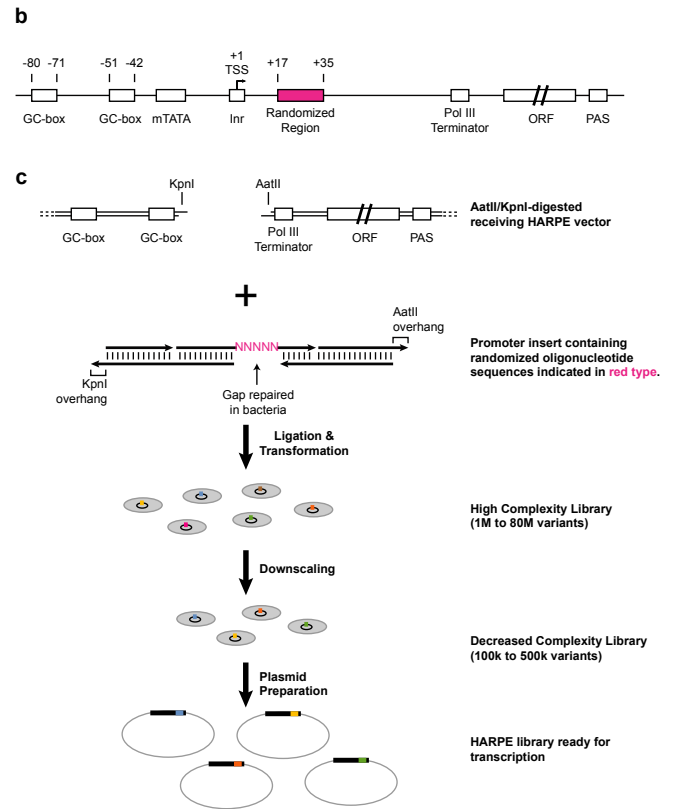 b
-80 -71 -51 -42 +1 +17 +35
TSS
GC-box GC-box mTATA Inr Randomized Pol III ORF PAS
Region Terminator
c
KpnI AatII
AatII/KpnI-digested
receiving HARPE vector
GC-box GC-box Pol III ORF PAS
Terminator
+
AatII
overhang
NNNNN
Promoter insert containing
randomized oligonucleotide
sequences indicated in red type.
KpnI
overhang
Gap repaired
in bacteria
Ligation &
Transformation
High Complexity Library
(1M to 80M variants)
Downscaling
Decreased Complexity Library
(100k to 500k variants)
Plasmid
Preparation
HARPE library ready for
transcription